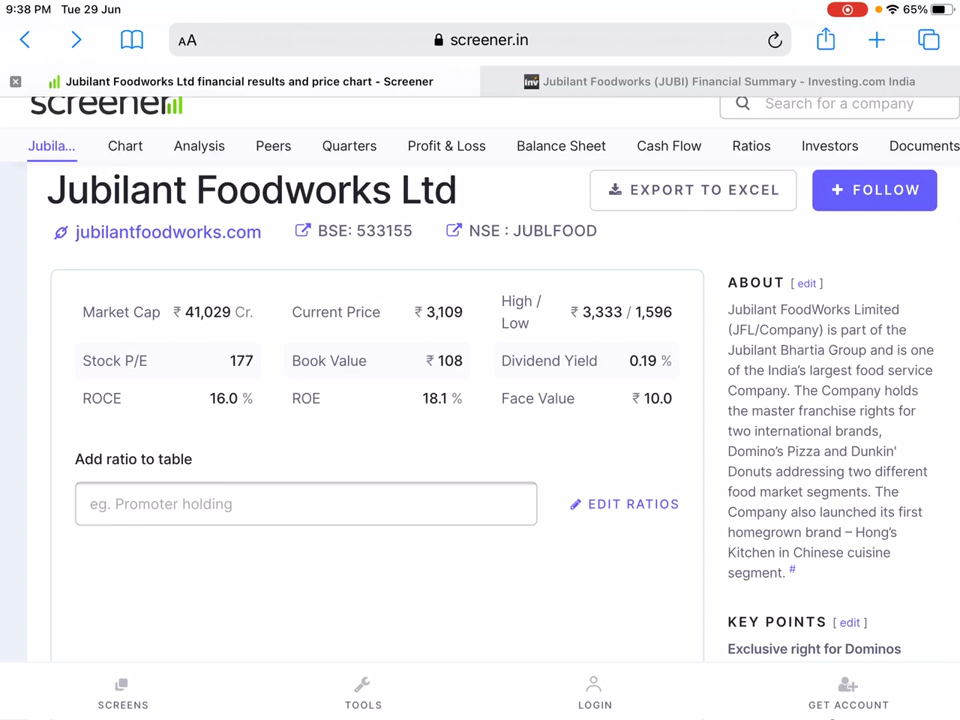 9:38 PM Tue 29 Jun
65%
AA
screener.in
Jubilant Foodworks Ltd financial results and price chart - Screener
Inv Jubilant Foodworks (JUBI) Financial Summary - Investing.com India
screener
Search for a company
Jubila... Chart Analysis Peers Quarters Profit & Loss Balance Sheet Cash Flow Ratios Investors Documents
Jubilant Foodworks Ltd
EXPORT TO EXCEL
+ FOLLOW
jubilantfoodworks.com
BSE: 533155
NSE : JUBLFOOD
Market Cap ₹ 41,029 Cr.
Current Price ₹ 3,109
High /
Low ₹ 3,333 / 1,596
Stock P/E 177
Book Value ₹ 108
Dividend Yield 0.19 %
ROCE 16.0 %
ROE 18.1 %
Face Value ₹ 10.0
Add ratio to table
eg. Promoter holding
EDIT RATIOS
ABOUT [ edit ]
Jubilant FoodWorks Limited
(JFL/Company) is part of the
Jubilant Bhartia Group and is one
of the India's largest food service
Company. The Company holds
the master franchise rights for
two international brands,
Domino's Pizza and Dunkin'
Donuts addressing two different
food market segments. The
Company also launched its first
homegrown brand – Hong's
Kitchen in Chinese cuisine
segment. #
KEY POINTS [ edit ]
Exclusive right for Dominos
SCREENS
TOOLS
LOGIN
GET ACCOUNT